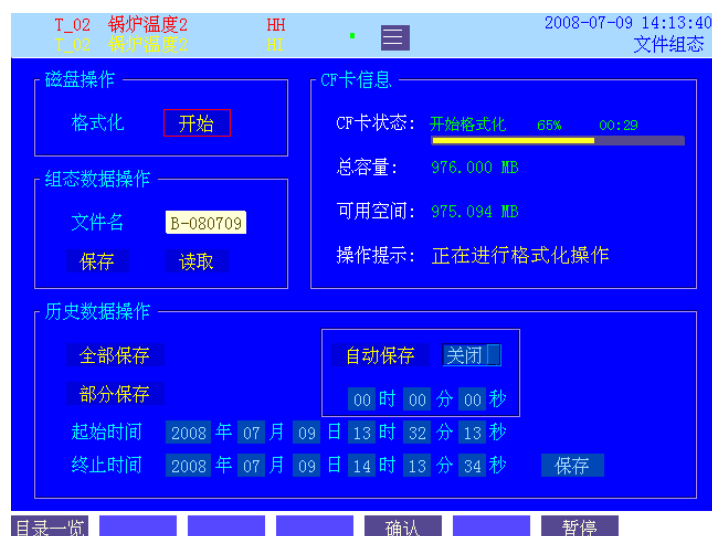 T_02 锅炉温度2 HH 2008-07-09 14:13:40
T_02 锅炉温度2 HI 文件组态
磁盘操作
格式化 开始
组态数据操作
文件名 B-080709
保存 读取
CF卡信息
CF卡状态: 开始格式化 65% 00:29
总容量: 976.000 MB
可用空间: 975.094 MB
操作提示: 正在进行格式化操作
历史数据操作
全部保存 自动保存 关闭
部分保存 00 时 00 分 00 秒
起始时间 2008 年 07 月 09 日 13 时 32 分 13 秒
终止时间 2008 年 07 月 09 日 14 时 13 分 34 秒 保存
目录一览 确认 暂停